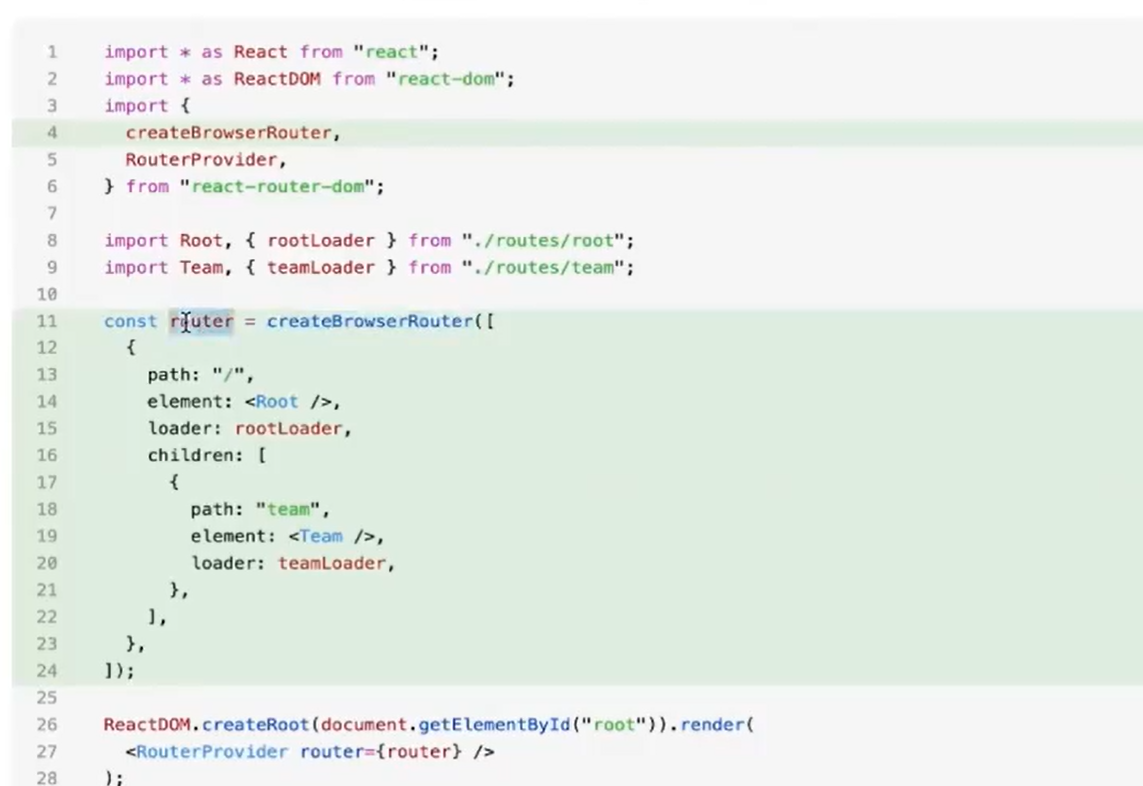 1 import * as React from "react";
2 import * as ReactDOM from "react-dom";
3 import {
4   createBrowserRouter,
5   RouterProvider,
6 } from "react-router-dom";
7
8 import Root, { rootLoader } from "./routes/root";
9 import Team, { teamLoader } from "./routes/team";
10
11 const router = createBrowserRouter([
12   {
13     path: "/",
14     element: <Root />,
15     loader: rootLoader,
16     children: [
17       {
18         path: "team",
19         element: <Team />,
20         loader: teamLoader,
21       },
22     ],
23   },
24 ]);
25
26 ReactDOM.createRoot(document.getElementById("root")).render(
27   <RouterProvider router={router} />
28 );